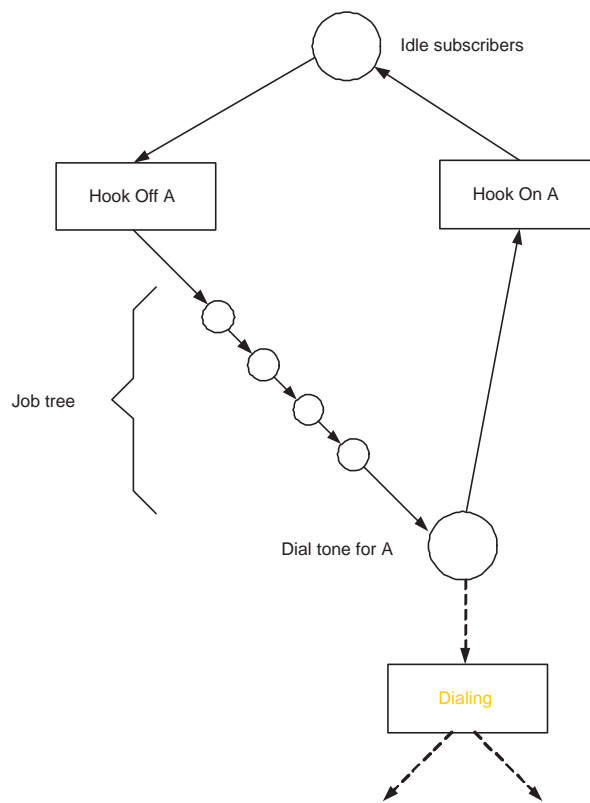 Idle subscribers
Hook Off A
Hook On A
Job tree
Dial tone for A
Dialing